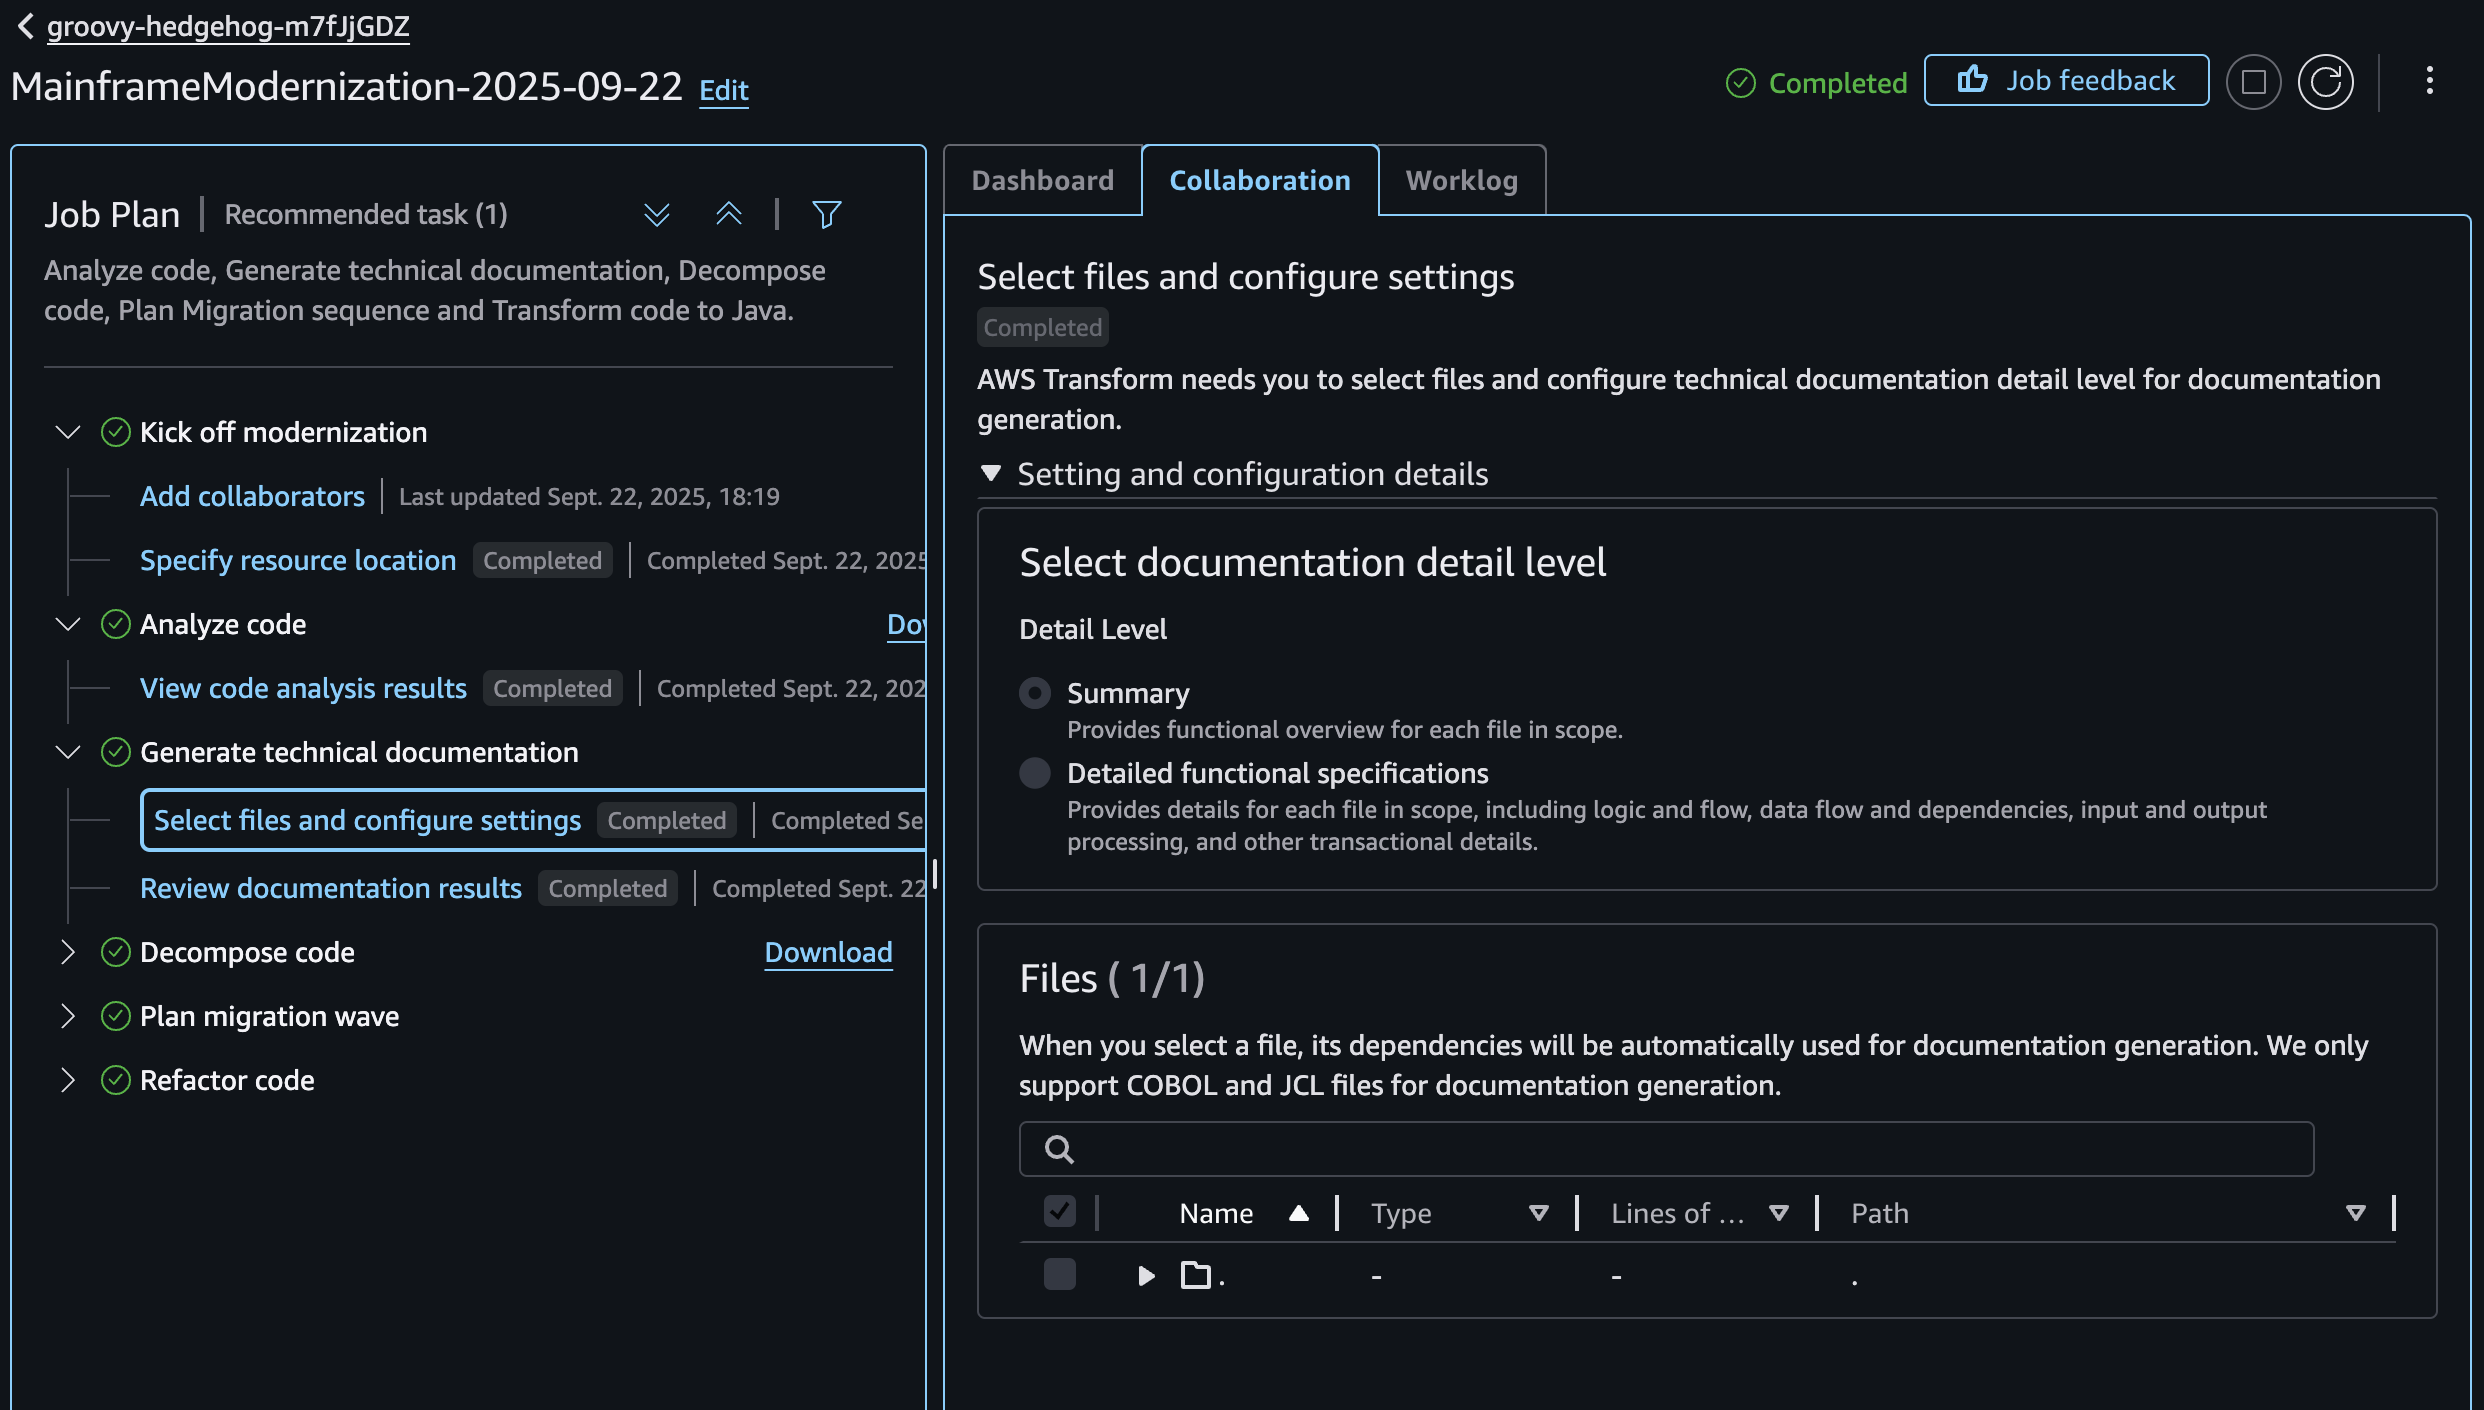 groovy-hedgehog-m7fJjGDZ
MainframeModernization-2025-09-22 Edit
Completed
Job feedback
Job Plan | Recommended task (1)
Analyze code, Generate technical documentation, Decompose
code, Plan Migration sequence and Transform code to Java.
Kick off modernization
Add collaborators | Last updated Sept. 22, 2025, 18:19
Specify resource location Completed | Completed Sept. 22, 2025
Analyze code
View code analysis results Completed | Completed Sept. 22, 202
Generate technical documentation
Select files and configure settings Completed | Completed Se
Review documentation results Completed | Completed Sept. 22
Decompose code Download
Plan migration wave
Refactor code
Dashboard Collaboration Worklog
Select files and configure settings
Completed
AWS Transform needs you to select files and configure technical documentation detail level for documentation
generation.
Setting and configuration details
Select documentation detail level
Detail Level
Summary
Provides functional overview for each file in scope.
Detailed functional specifications
Provides details for each file in scope, including logic and flow, data flow and dependencies, input and output
processing, and other transactional details.
Files ( 1/1)
When you select a file, its dependencies will be automatically used for documentation generation. We only
support COBOL and JCL files for documentation generation.
Name Type Lines of ... Path
. - - .